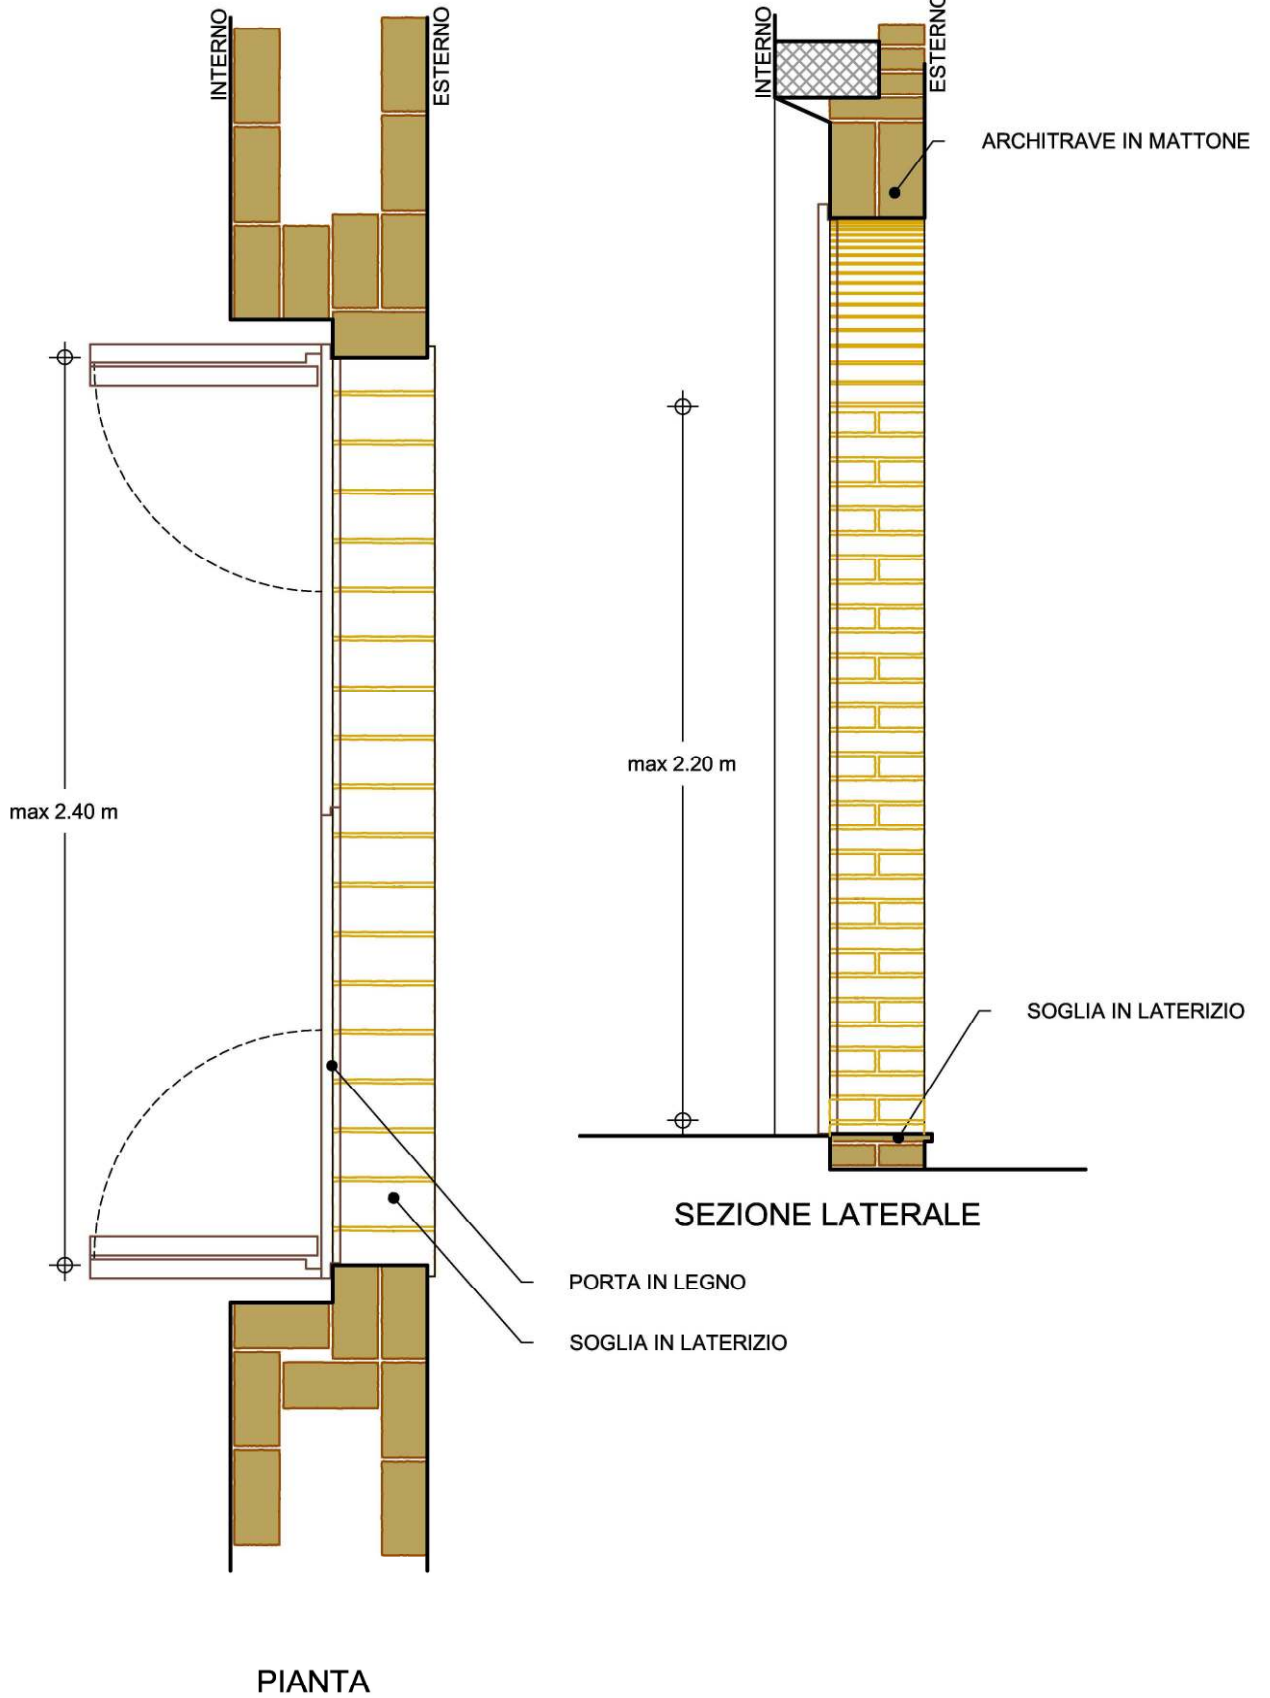 INTERNO
ESTERNO
INTERNO
ESTERNO
ARCHITRAVE IN MATTONE
max 2.20 m
max 2.40 m
SOGLIA IN LATERIZIO
SEZIONE LATERALE
PORTA IN LEGNO
SOGLIA IN LATERIZIO
PIANTA